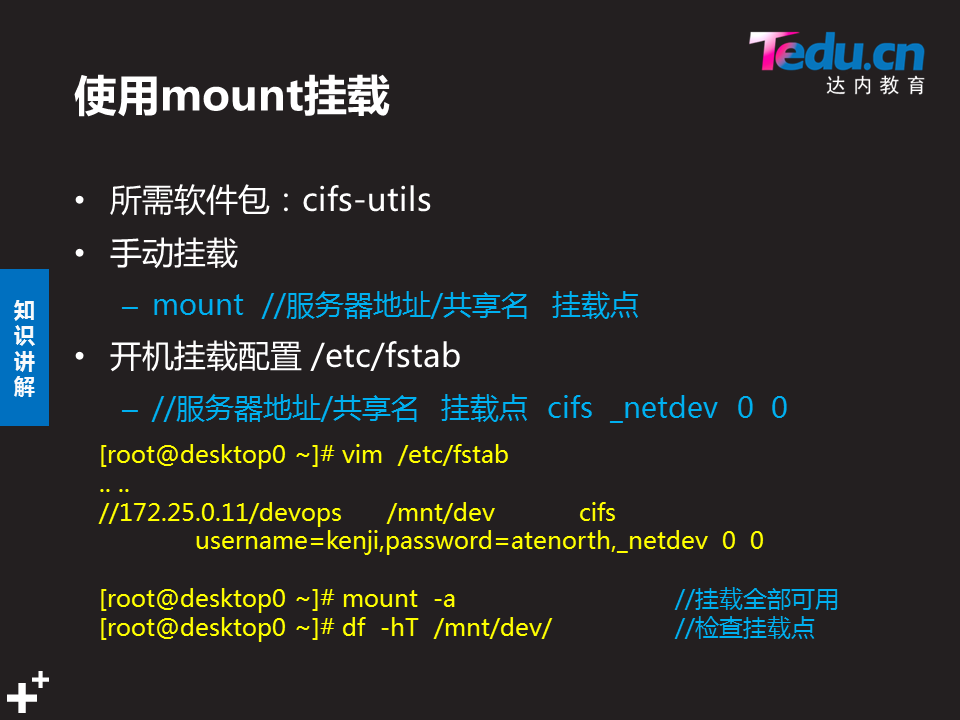 Tedu.cn
达内教育
使用mount挂载
• 所需软件包：cifs-utils
• 手动挂载
– mount //服务器地址/共享名 挂载点
• 开机挂载配置 /etc/fstab
– //服务器地址/共享名 挂载点 cifs _netdev 0 0
知识讲解
[root@desktop0 ~]# vim /etc/fstab
.. ..
//172.25.0.11/devops /mnt/dev cifs
username=kenji,password=atenorth,_netdev 0 0
[root@desktop0 ~]# mount -a //挂载全部可用
[root@desktop0 ~]# df -hT /mnt/dev/ //检查挂载点